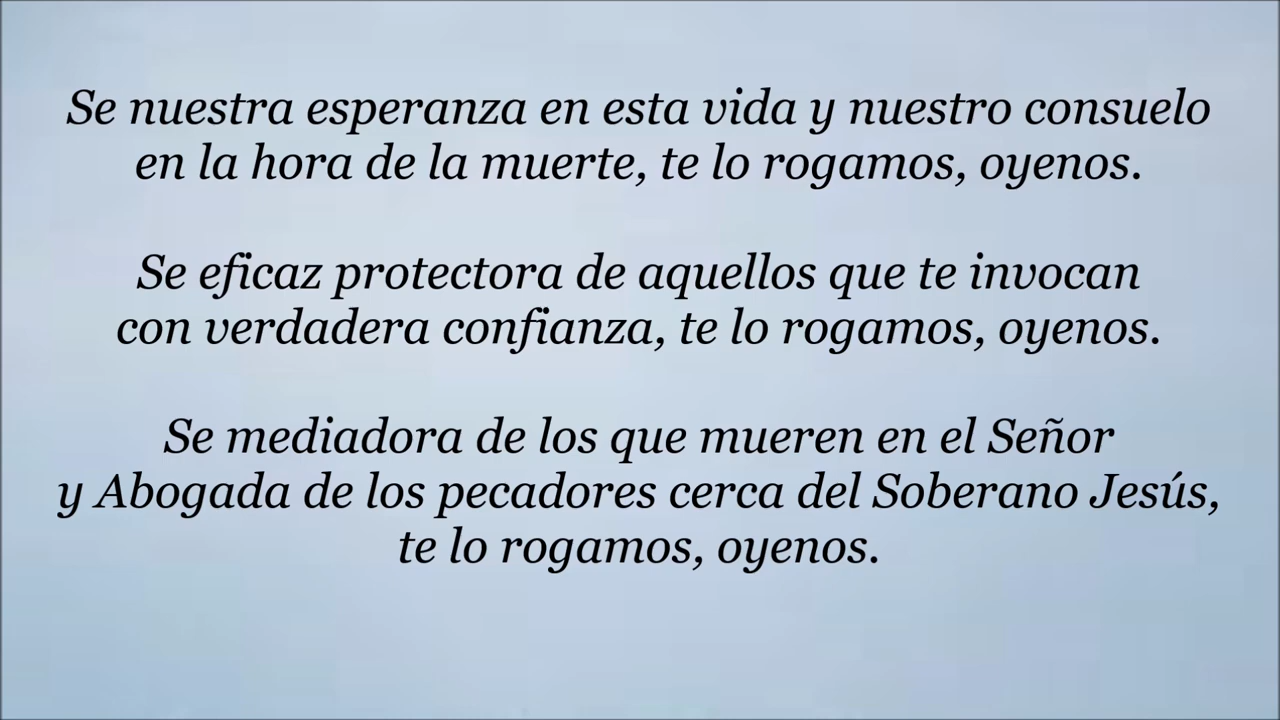 Se nuestra esperanza en esta vida y nuestro consuelo
en la hora de la muerte, te lo rogamos, oyenos.
Se eficaz protectora de aquellos que te invocan
con verdadera confianza, te lo rogamos, oyenos.
Se mediadora de los que mueren en el Señor
y Abogada de los pecadores cerca del Soberano Jesús,
te lo rogamos, oyenos.